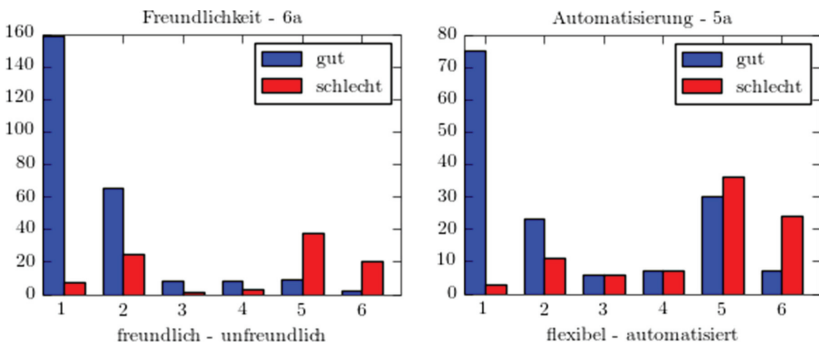 Freundlichkeit - 6a
160
140
120
100
80
60
40
20
0
gut
schlecht
1 2 3 4 5 6
freundlich - unfreundlich
Automatisierung - 5a
80
70
60
50
40
30
20
10
0
gut
schlecht
1 2 3 4 5 6
flexibel - automatisiert